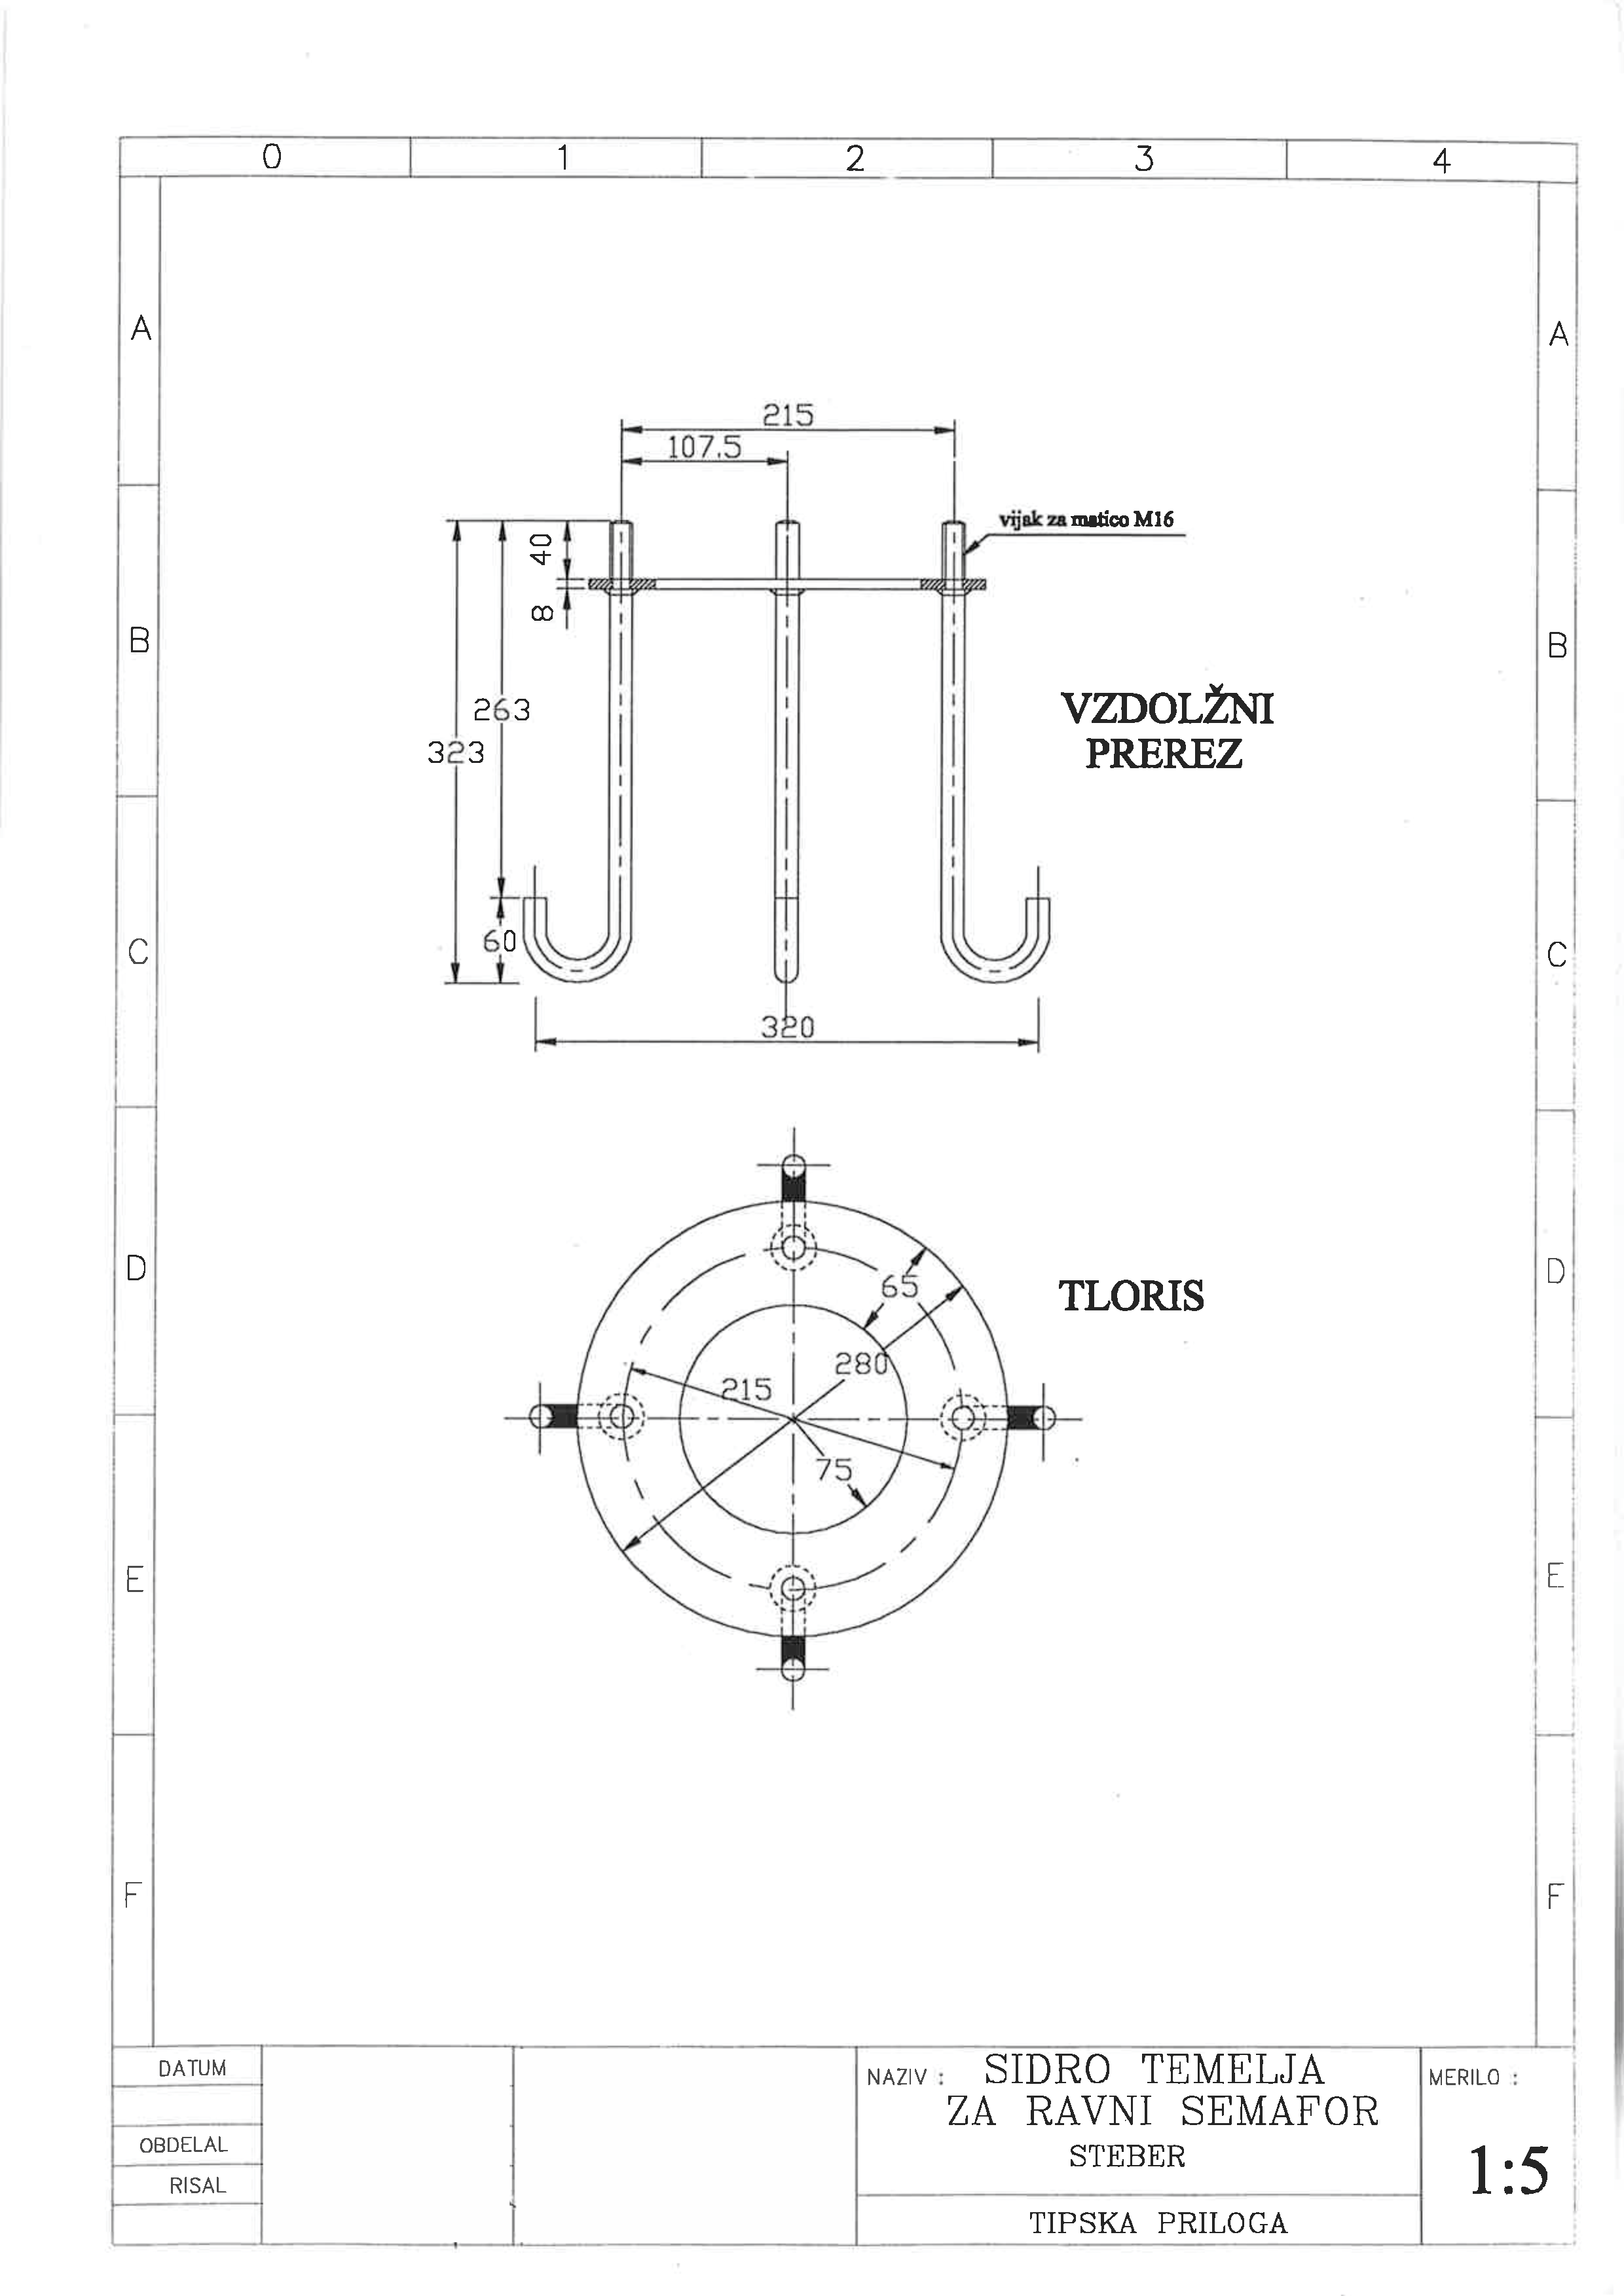 0 1 2 3 4
A A
215
107.5
vijak za matico M16
40
8
B B
263
323
VZDOLŽNI
PREREZ
60
C C
320
65
D D
TLORIS
280
215
75
E E
F F
DATUM
OBDELAL
RISAL
NAZIV : SIDRO TEMELJA
ZA RAVNI SEMAFOR
STEBER
TIPSKA PRILOGA
MERILO :
1:5